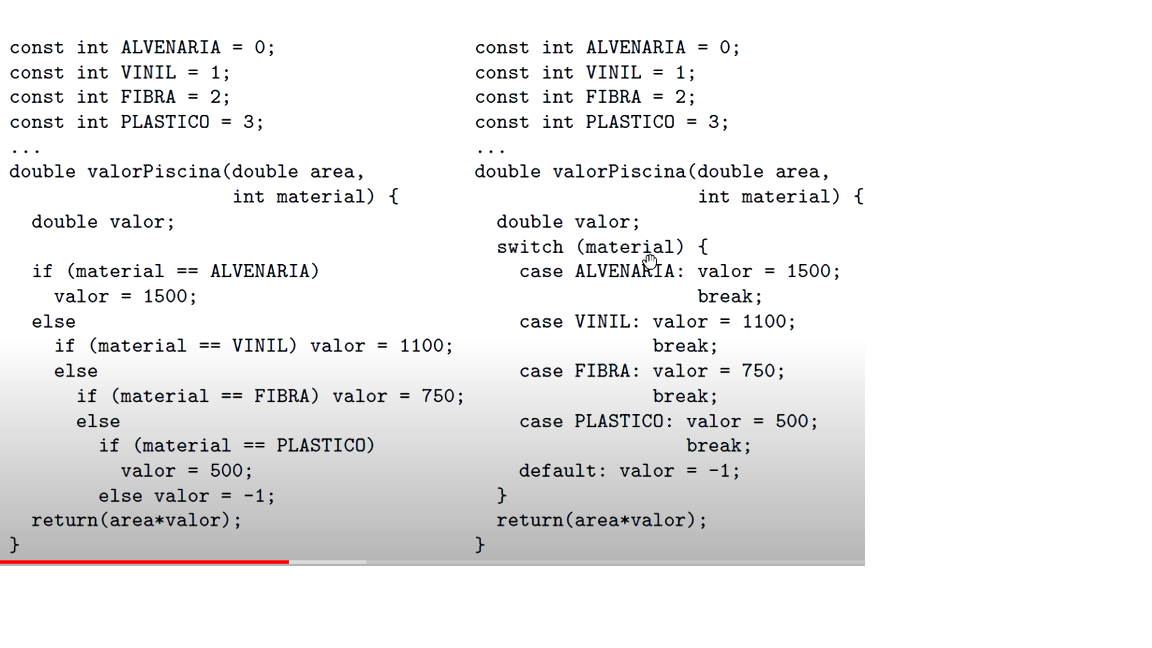 const int ALVENARIA = 0;
const int VINIL = 1;
const int FIBRA = 2;
const int PLASTICO = 3;
...
double valorPiscina(double area,
int material) {
double valor;
if (material == ALVENARIA)
valor = 1500;
else
if (material == VINIL) valor = 1100;
else
if (material == FIBRA) valor = 750;
else
if (material == PLASTICO)
valor = 500;
else valor = -1;
return(area*valor);
}
const int ALVENARIA = 0;
const int VINIL = 1;
const int FIBRA = 2;
const int PLASTICO = 3;
...
double valorPiscina(double area,
int material) {
double valor;
switch (material) {
case ALVENARIA: valor = 1500;
break;
case VINIL: valor = 1100;
break;
case FIBRA: valor = 750;
break;
case PLASTICO: valor = 500;
break;
default: valor = -1;
}
return(area*valor);
}